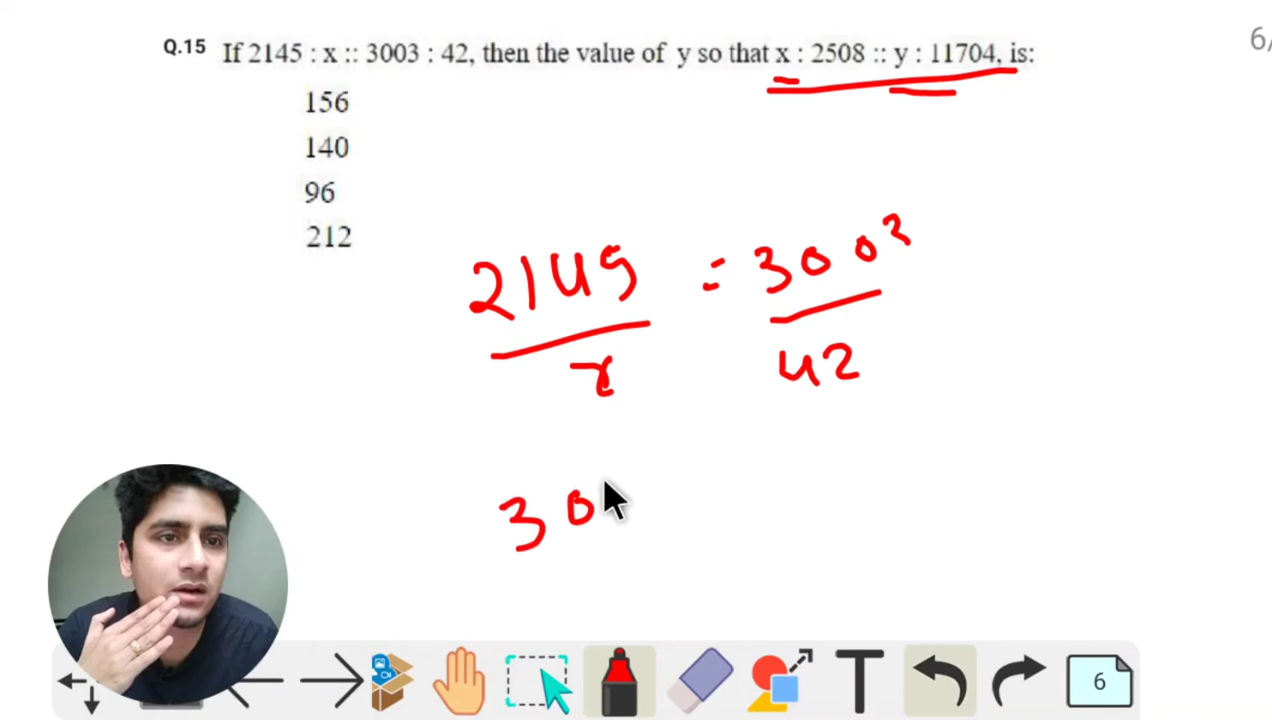 6/
Q.15 If 2145 : x :: 3003 : 42, then the value of y so that x : 2508 :: y : 11704, is:
156
140
96
212
2145 = 3003
x 42
30
T
6